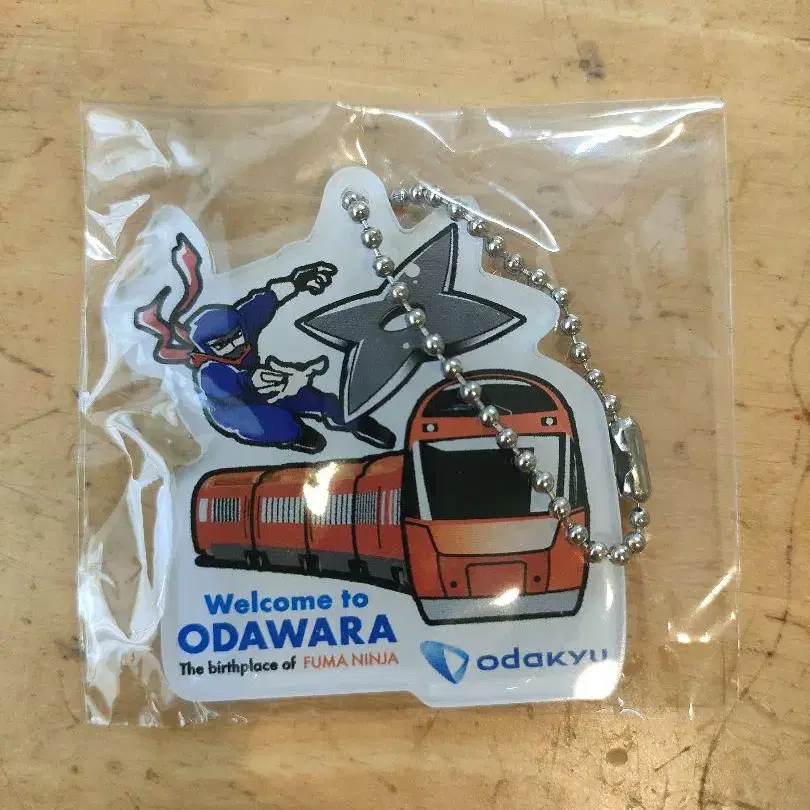 Welcome to
ODAWARA
The birthplace of FUMA NINJA
odakyu